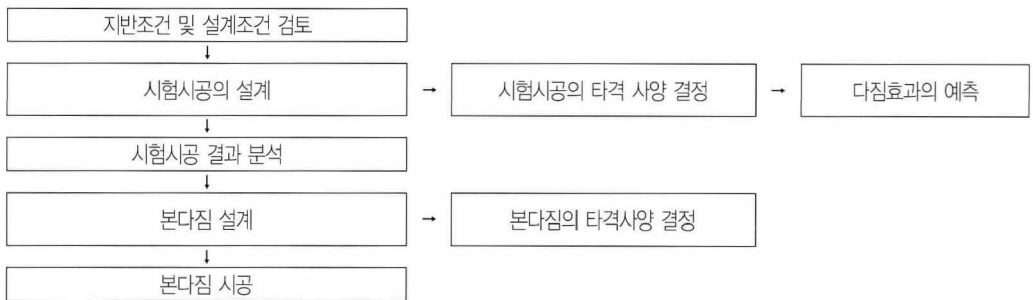 지반조건 및 설계조건 검토
↓
시험시공의 설계 → 시험시공의 타격 사양 결정 → 다짐효과의 예측
↓
시험시공 결과 분석
↓
본다짐 설계 → 본다짐의 타격사양 결정
↓
본다짐 시공